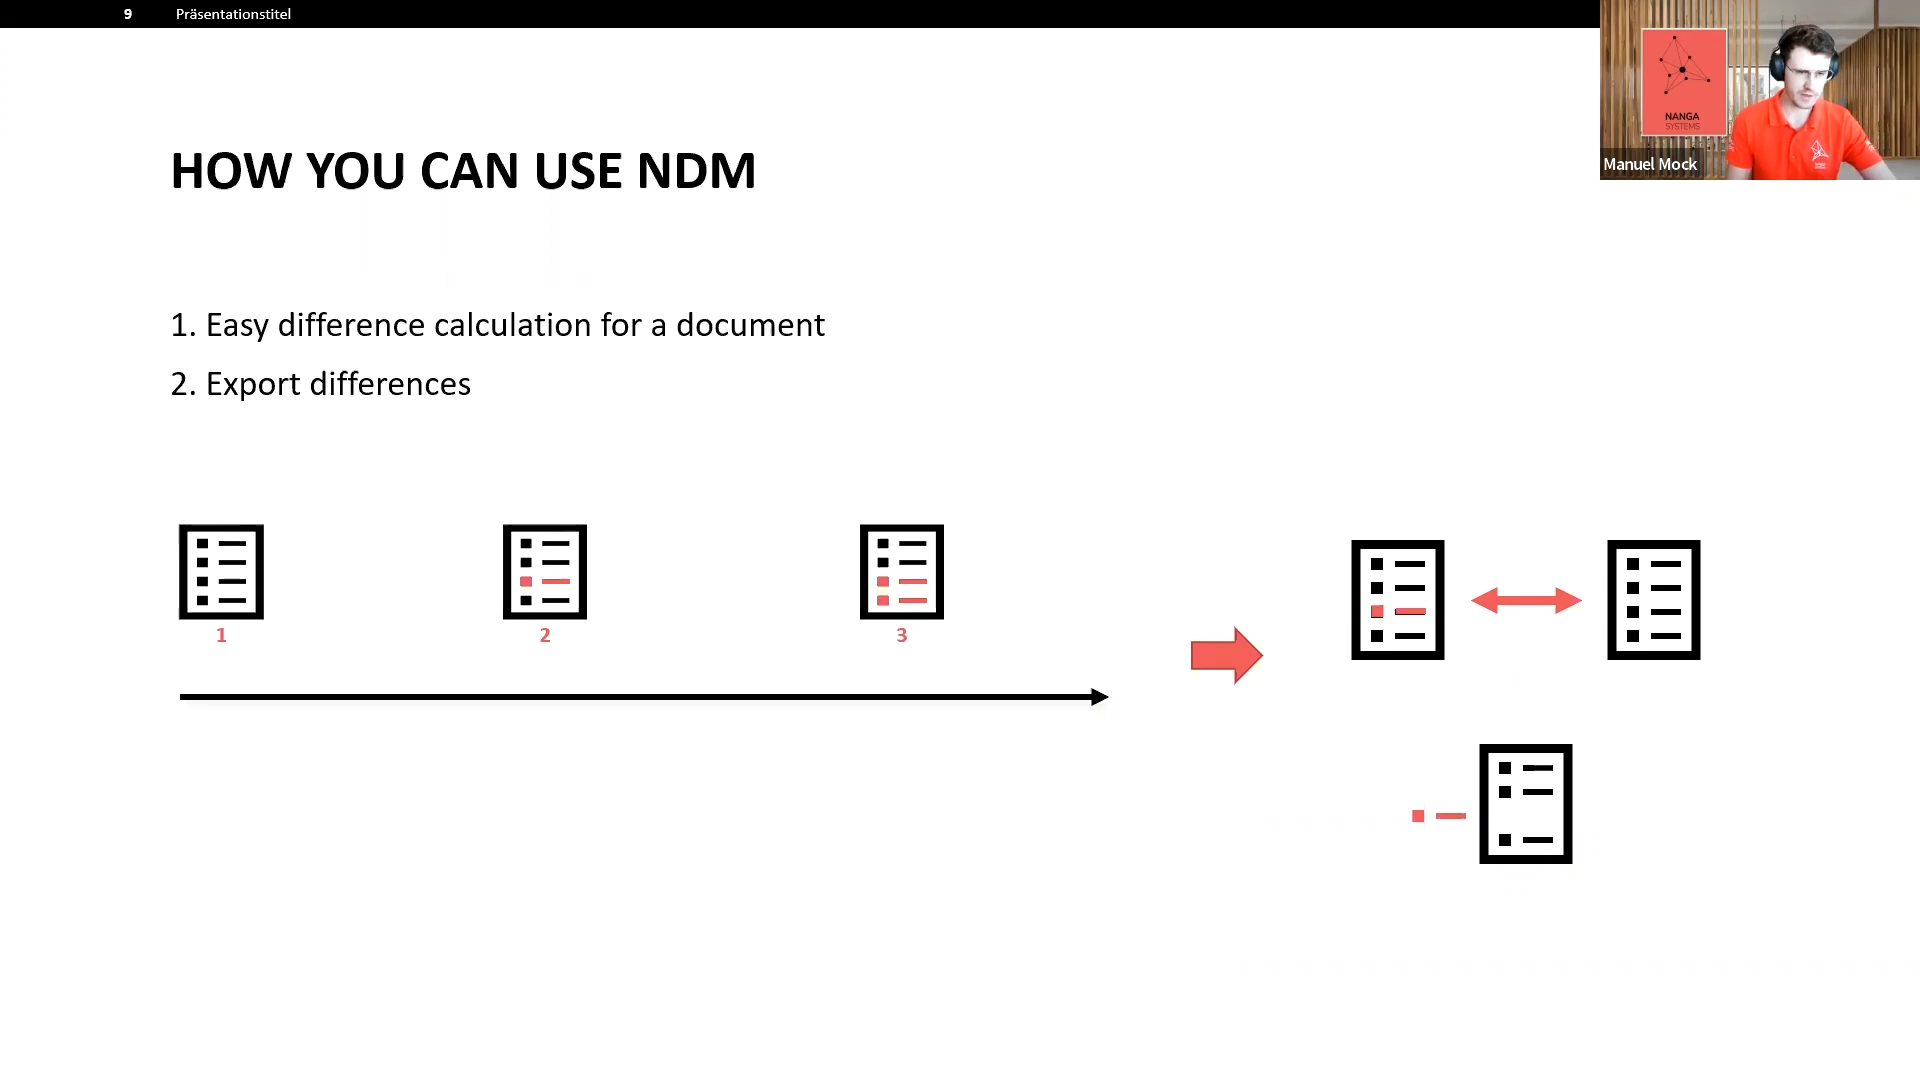 9 Präsentationstitel
NANGA
SYSTEMS
Manuel Mock
HOW YOU CAN USE NDM
1. Easy difference calculation for a document
2. Export differences
1 2 3